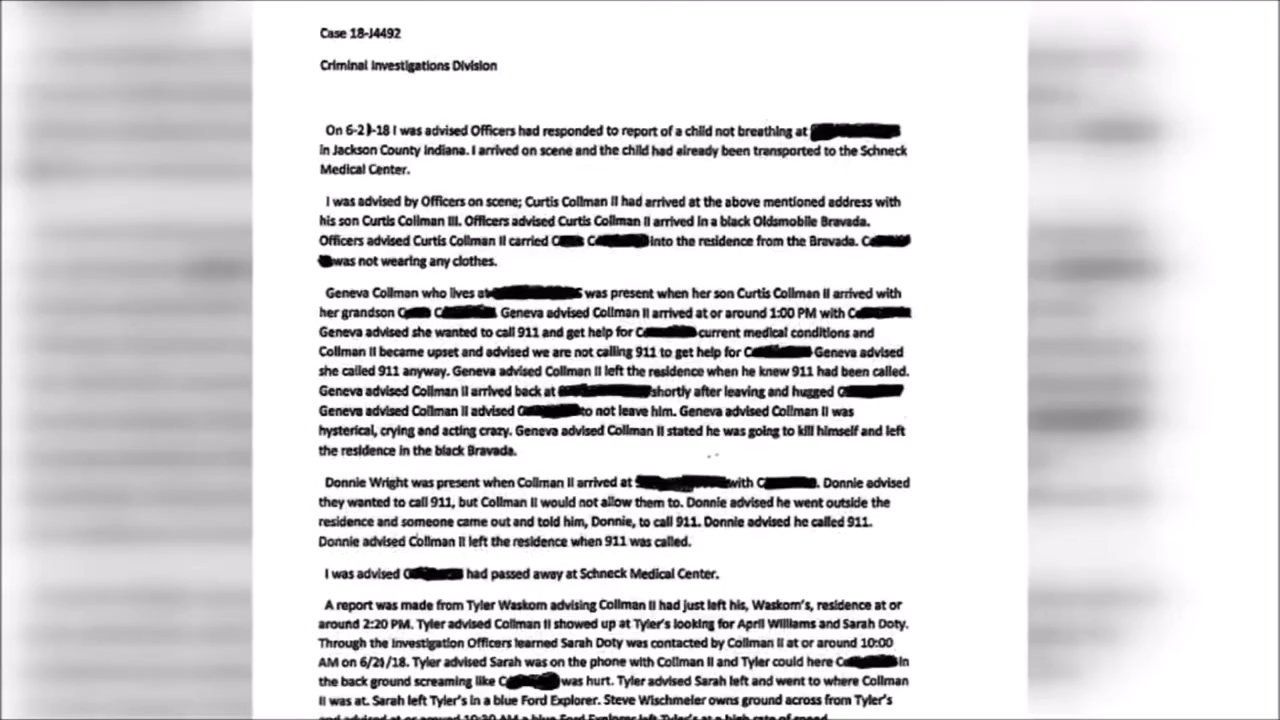 Case 18-J4492
Criminal Investigations Division
On 6-21-18 I was advised Officers had responded to report of a child not breathing at
in Jackson County Indiana. I arrived on scene and the child had already been transported to the Schneck
Medical Center.
I was advised by Officers on scene; Curtis Collman II had arrived at the above mentioned address with
his son Curtis Collman III. Officers advised Curtis Collman II arrived in a black Oldsmobile Bravada.
Officers advised Curtis Collman II carried C C into the residence from the Bravada. C
was not wearing any clothes.
Geneva Collman who lives at was present when her son Curtis Collman II arrived with
her grandson C C Geneva advised Collman II arrived at or around 1:00 PM with C
Geneva advised she wanted to call 911 and get help for C current medical conditions and
Collman II became upset and advised we are not calling 911 to get help for C Geneva advised
she called 911 anyway. Geneva advised Collman II left the residence when he knew 911 had been called.
Geneva advised Collman II arrived back at shortly after leaving and hugged C
Geneva advised Collman II advised C to not leave him. Geneva advised Collman II was
hysterical, crying and acting crazy. Geneva advised Collman II stated he was going to kill himself and left
the residence in the black Bravada.
Donnie Wright was present when Collman II arrived at with C. Donnie advised
they wanted to call 911, but Collman II would not allow them to. Donnie advised he went outside the
residence and someone came out and told him, Donnie, to call 911. Donnie advised he called 911.
Donnie advised Collman II left the residence when 911 was called.
I was advised C had passed away at Schneck Medical Center.
A report was made from Tyler Waskom advising Collman II had just left his, Waskom's, residence at or
around 2:20 PM. Tyler advised Collman II showed up at Tyler's looking for April Williams and Sarah Doty.
Through the Investigation Officers learned Sarah Doty was contacted by Collman II at or around 10:00
AM on 6/21/18. Tyler advised Sarah was on the phone with Collman II and Tyler could here C in
the back ground screaming like C was hurt. Tyler advised Sarah left and went to where Collman
II was at. Sarah left Tyler's in a blue Ford Explorer. Steve Wischmeier owns ground across from Tyler's
and advised at or around 10:30 AM a blue Ford Explorer left Tyler's at a high rate of speed